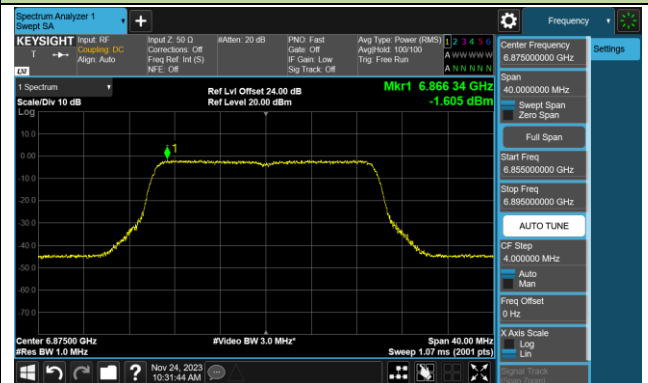 Spectrum Analyzer 1
Swept SA
Frequency
KEYSIGHT
Input: RF
Coupling: DC
Align: Auto
Input Z: 50 Ω
Corrections: Off
Freq Ref: Int (S)
NFE: Off
#Atten: 20 dB
PNO: Fast
Gate: Off
IF Gain: Low
Sig Track: Off
Avg Type: Power (RMS)
Avg|Hold: 100/100
Trig: Free Run
1 2 3 4 5 6
A W W W W W
A N N N N N
T
LXI
1 Spectrum
Scale/Div 10 dB
Log
Ref Lvl Offset 24.00 dB
Ref Level 20.00 dBm
Mkr1 6.866 34 GHz
-1.605 dBm
1
10.0
0.00
-10.0
-20.0
-30.0
-40.0
-50.0
-60.0
-70.0
Center 6.87500 GHz
#Res BW 1.0 MHz
#Video BW 3.0 MHz*
Span 40.00 MHz
Sweep 1.07 ms (2001 pts)
Center Frequency
6.875000000 GHz
Settings
Span
40.0000000 MHz
Swept Span
Zero Span
Full Span
Start Freq
6.855000000 GHz
Stop Freq
6.895000000 GHz
AUTO TUNE
CF Step
4.000000 MHz
Auto
Man
Freq Offset
0 Hz
X Axis Scale
Log
Lin
Signal Track
(Span Zoom)
?
Nov 24, 2023
10:31:44 AM